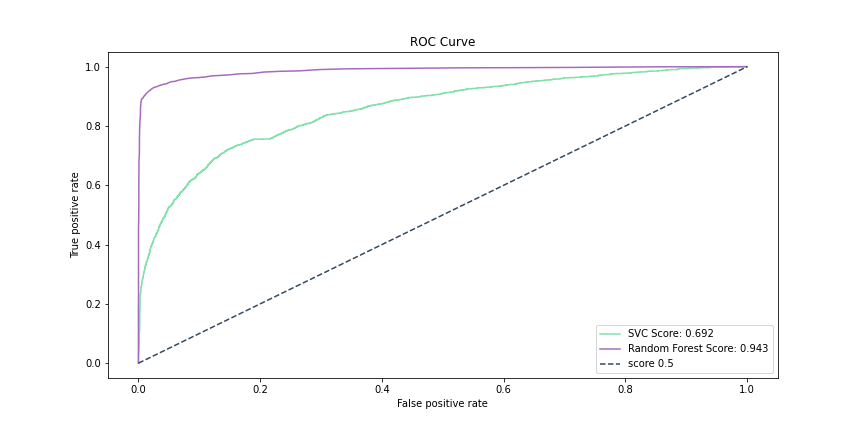 ROC Curve
1.0
0.8
0.6
0.4
0.2
0.0
True positive rate
0.0 0.2 0.4 0.6 0.8 1.0
False positive rate
SVC Score: 0.692
Random Forest Score: 0.943
score 0.5